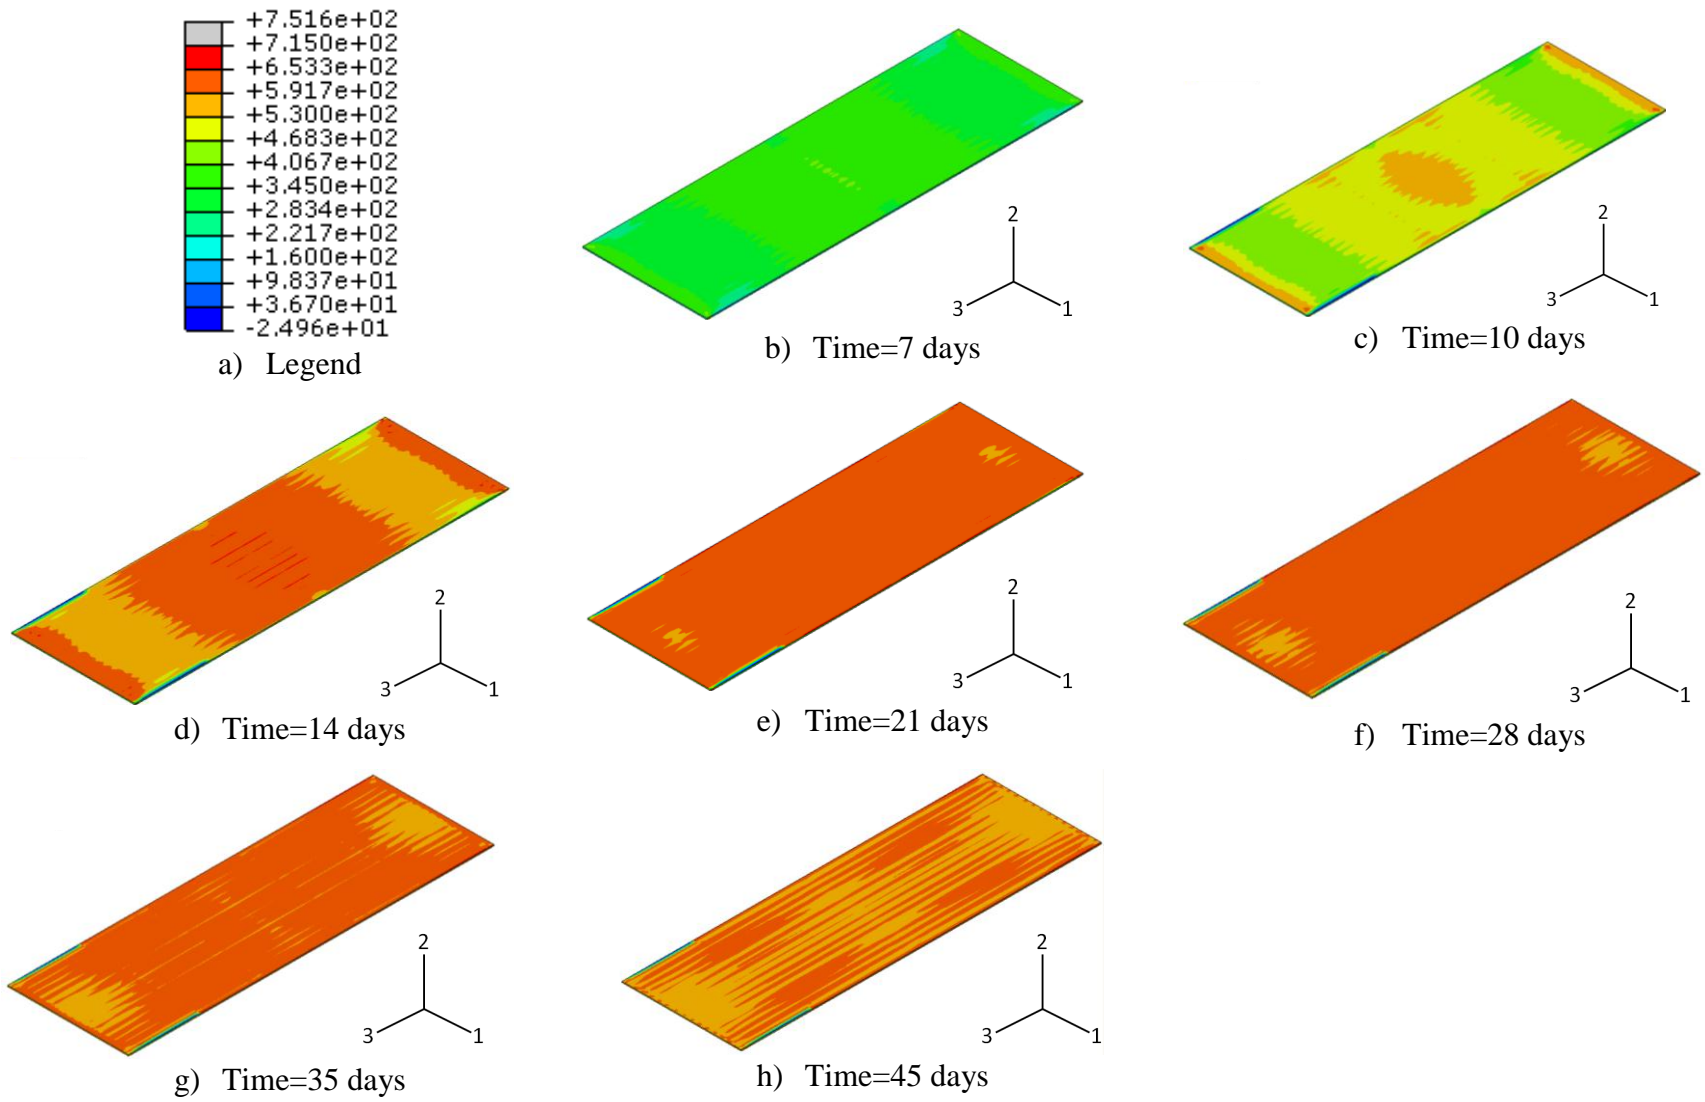 +7.516e+02
+7.150e+02
+6.533e+02
+5.917e+02
+5.300e+02
+4.683e+02
+4.067e+02
+3.450e+02
+2.834e+02
+2.217e+02
+1.600e+02
+9.837e+01
+3.670e+01
-2.496e+01
a) Legend
2
3
1
b) Time=7 days
2
3
1
c) Time=10 days
2
3
1
d) Time=14 days
2
3
1
e) Time=21 days
2
3
1
f) Time=28 days
2
3
1
g) Time=35 days
2
3
1
h) Time=45 days